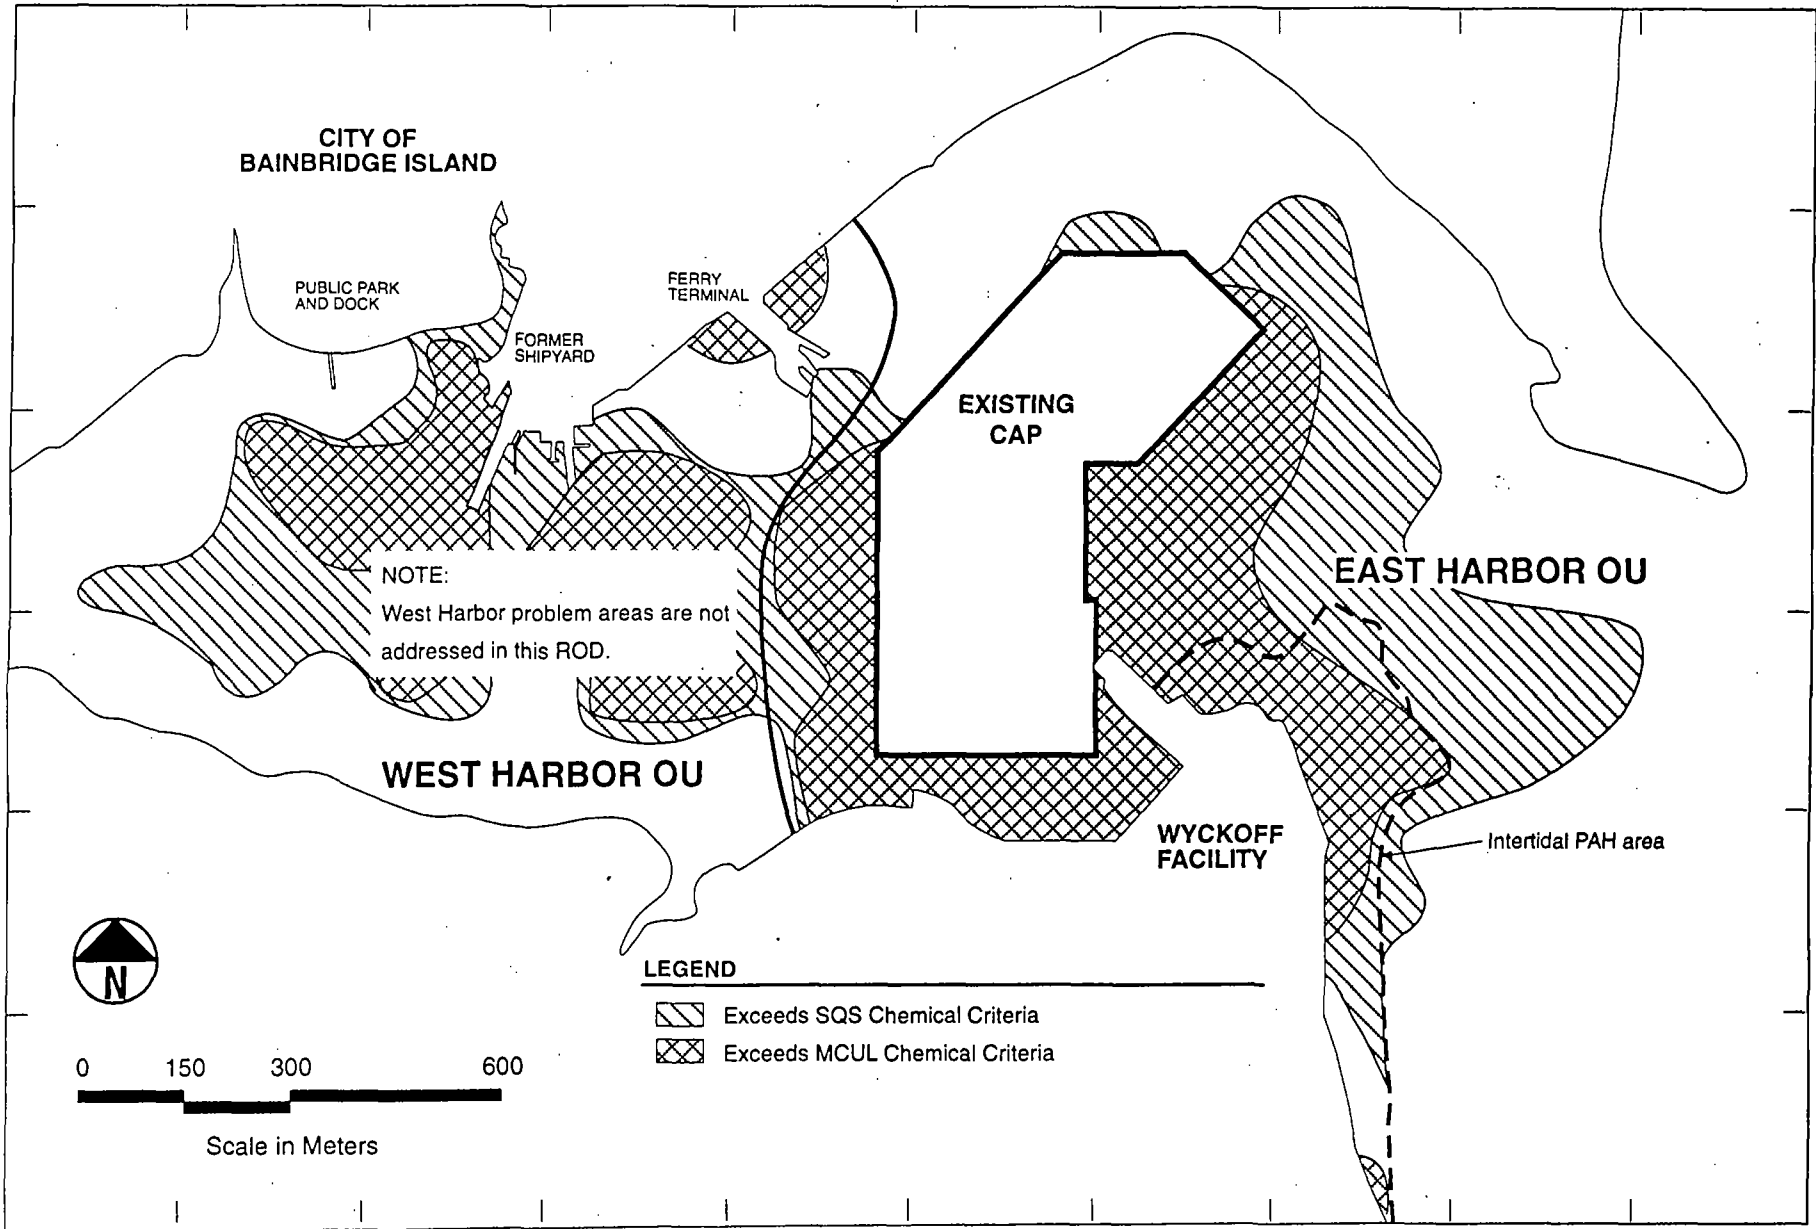 CITY OF
BAINBRIDGE ISLAND
PUBLIC PARK
AND DOCK
FERRY
TERMINAL
FORMER
SHIPYARD
EXISTING
CAP
EAST HARBOR OU
NOTE:
West Harbor problem areas are not
addressed in this ROD.
WEST HARBOR OU
WYCKOFF
FACILITY
Intertidal PAH area
N
LEGEND
Exceeds SQS Chemical Criteria
Exceeds MCUL Chemical Criteria
0 150 300 600
Scale in Meters